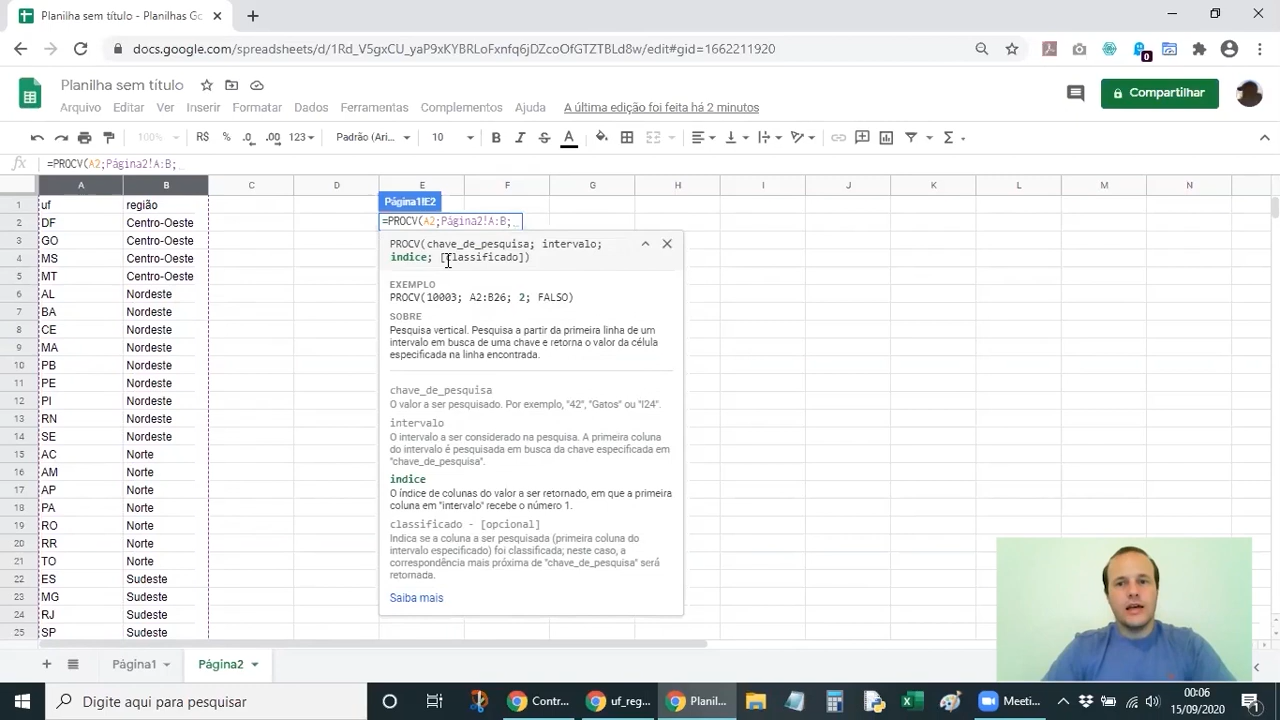 Planilha sem título - Planilhas Go
docs.google.com/spreadsheets/d/1Rd_V5gxCU_yaP9xKYBRLoFxnfq6jDZcoOfGTZTBLd8w/edit#gid=1662211920
0
Planilha sem título
Arquivo Editar Ver Inserir Formatar Dados Ferramentas Complementos Ajuda A última edição foi feita há 2 minutos
Compartilhar
100% R$ % .0 .00 123 Padrão (Ari... 10 B I S A Σ
fx =PROCV(A2;Página2!A:B;
A B C D E F G H I J K L M N
1 uf região
Página1!E2
2 DF Centro-Oeste =PROCV(A2;Página2!A:B;
3 GO Centro-Oeste
4 MS Centro-Oeste
5 MT Centro-Oeste
6 AL Nordeste
7 BA Nordeste
8 CE Nordeste
9 MA Nordeste
10 PB Nordeste
11 PE Nordeste
12 PI Nordeste
13 RN Nordeste
14 SE Nordeste
15 AC Norte
16 AM Norte
17 AP Norte
18 PA Norte
19 RO Norte
20 RR Norte
21 TO Norte
22 ES Sudeste
23 MG Sudeste
24 RJ Sudeste
25 SP Sudeste
PROCV(chave_de_pesquisa; intervalo;
índice; [classificado])
EXEMPLO
PROCV(10003; A2:B26; 2; FALSO)
SOBRE
Pesquisa vertical. Pesquisa a partir da primeira linha de um
intervalo em busca de uma chave e retorna o valor da célula
especificada na linha encontrada.
chave_de_pesquisa
O valor a ser pesquisado. Por exemplo, "42", "Gatos" ou "I24".
intervalo
O intervalo a ser considerado na pesquisa. A primeira coluna
do intervalo é pesquisada em busca da chave especificada em
"chave_de_pesquisa".
índice
O índice de colunas do valor a ser retornado, em que a primeira
coluna em "intervalo" recebe o número 1.
classificado - [opcional]
Indica se a coluna a ser pesquisada (primeira coluna do
intervalo especificado) foi classificada; neste caso, a
correspondência mais próxima de "chave_de_pesquisa" será
retornada.
Saiba mais
Página1 Página2
Digite aqui para pesquisar
Contr...
uf_reg...
Planil...
Meeti...
00:06
15/09/2020
1